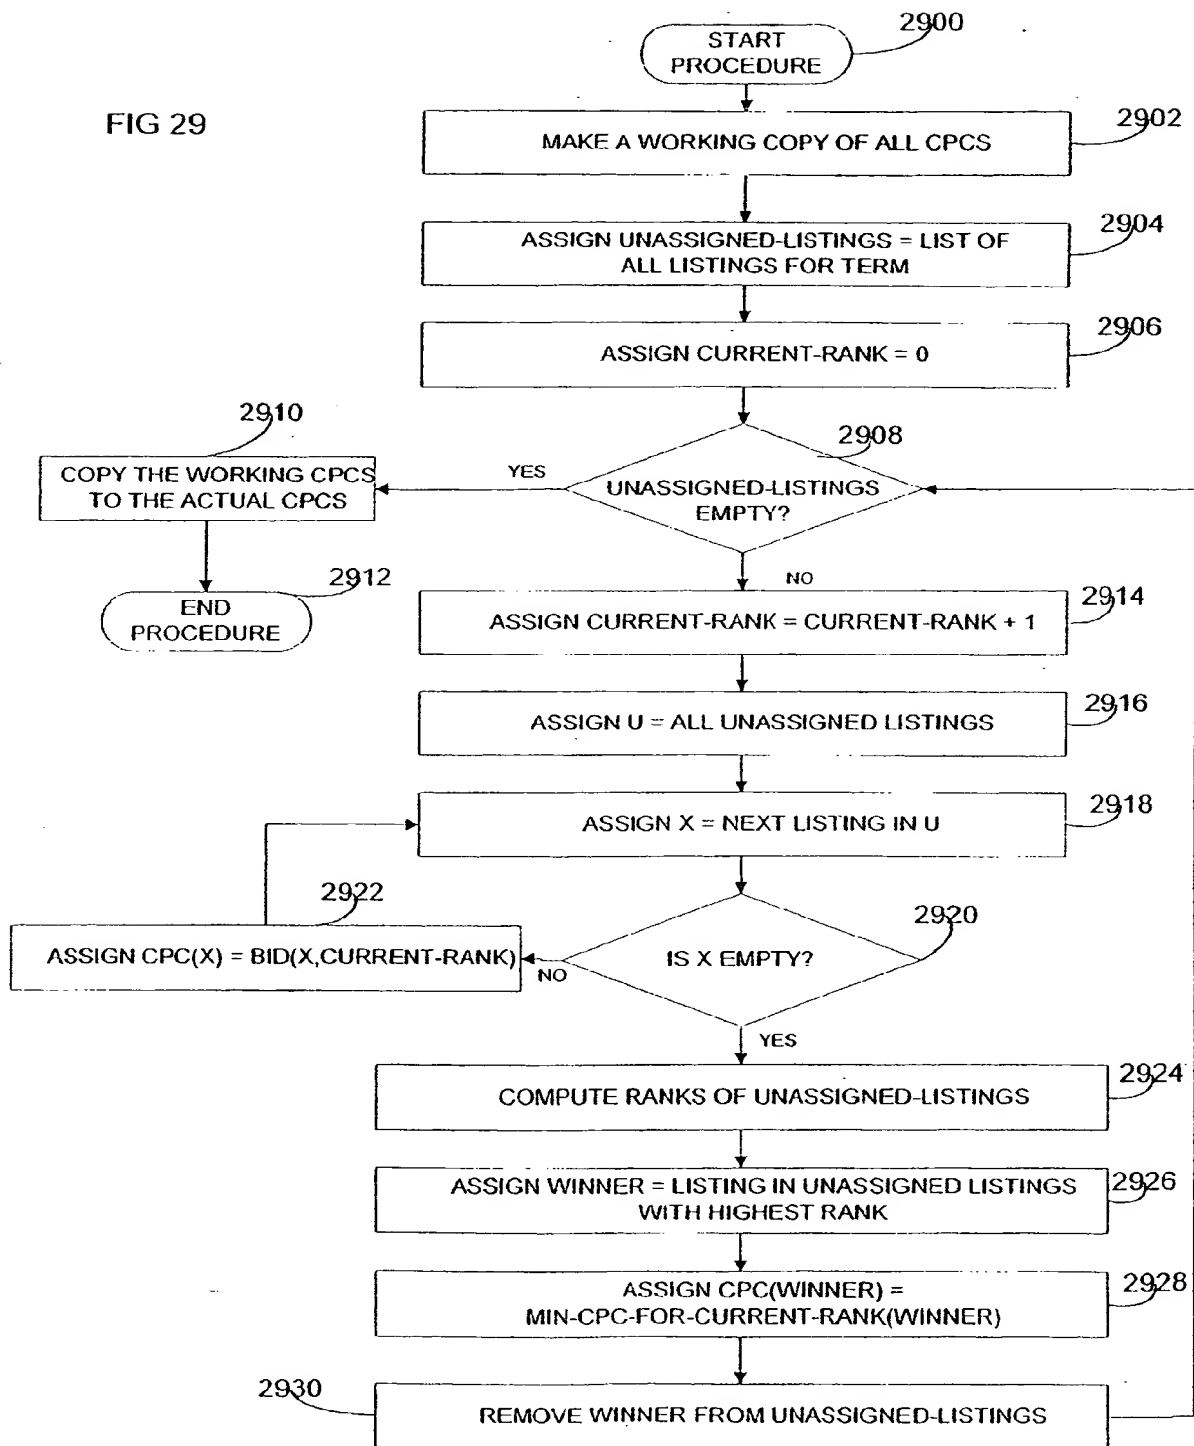 2900
START
PROCEDURE
FIG 29
2902
MAKE A WORKING COPY OF ALL CPCS
2904
ASSIGN UNASSIGNED-LISTINGS = LIST OF
ALL LISTINGS FOR TERM
2906
ASSIGN CURRENT-RANK = 0
2910
2908
COPY THE WORKING CPCS
TO THE ACTUAL CPCS
YES
UNASSIGNED-LISTINGS
EMPTY?
2912
NO
END
PROCEDURE
2914
ASSIGN CURRENT-RANK = CURRENT-RANK + 1
2916
ASSIGN U = ALL UNASSIGNED LISTINGS
2918
ASSIGN X = NEXT LISTING IN U
2922
2920
ASSIGN CPC(X) = BID(X,CURRENT-RANK)
NO
IS X EMPTY?
YES
2924
COMPUTE RANKS OF UNASSIGNED-LISTINGS
2926
ASSIGN WINNER = LISTING IN UNASSIGNED LISTINGS
WITH HIGHEST RANK
2928
ASSIGN CPC(WINNER) =
MIN-CPC-FOR-CURRENT-RANK(WINNER)
2930
REMOVE WINNER FROM UNASSIGNED-LISTINGS